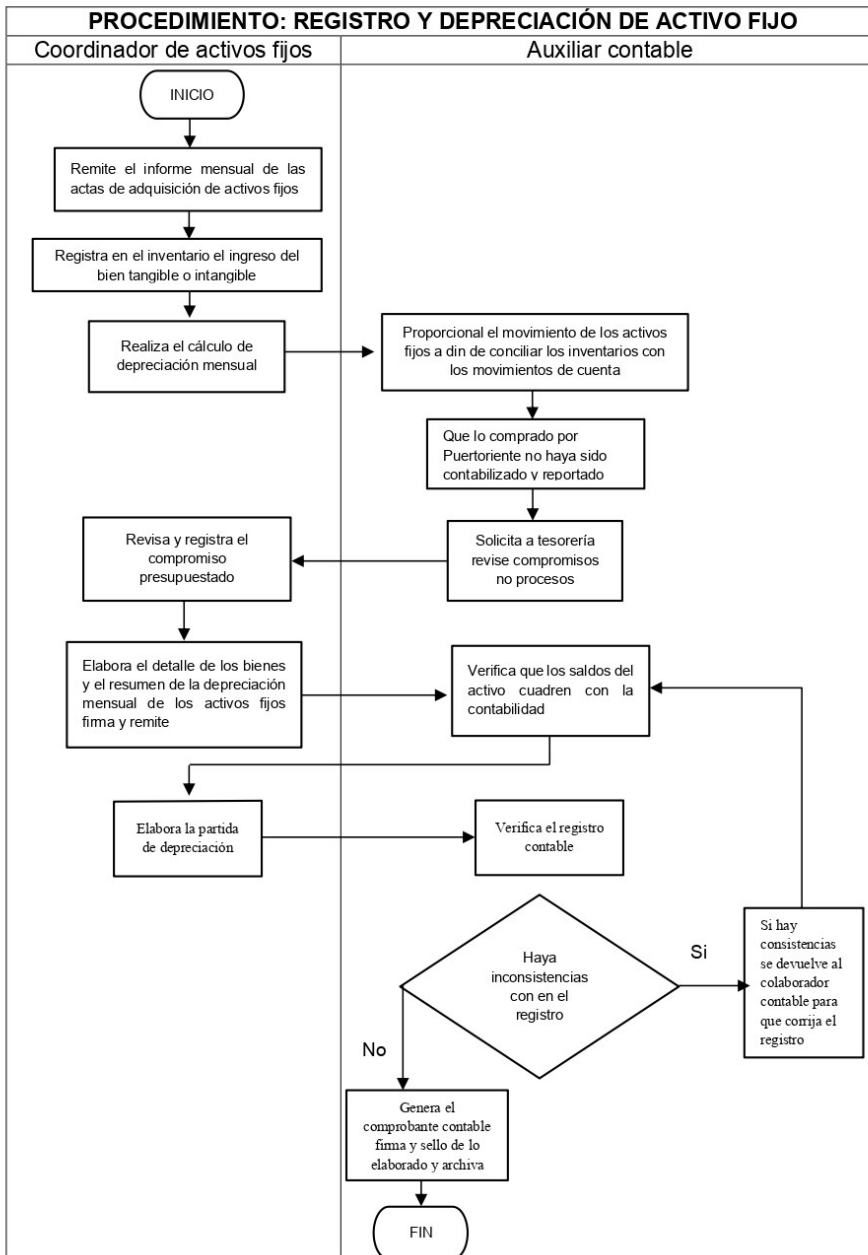 PROCEDIMIENTO: REGISTRO Y DEPRECIACIÓN DE ACTIVO FIJO
Coordinador de activos fijos
Auxiliar contable
INICIO
Remite el informe mensual de las
actas de adquisición de activos fijos
Registra en el inventario el ingreso del
bien tangible o intangible
Realiza el cálculo de
depreciación mensual
Proporcional el movimiento de los activos
fijos a din de conciliar los inventarios con
los movimientos de cuenta
Que lo comprado por
Puertoriente no haya sido
contabilizado y reportado
Solicita a tesorería
revise compromisos
no procesos
Revisa y registra el
compromiso
presupuestado
Elabora el detalle de los bienes
y el resumen de la depreciación
mensual de los activos fijos
firma y remite
Verifica que los saldos del
activo cuadren con la
contabilidad
Elabora la partida
de depreciación
Verifica el registro
contable
Haya
inconsistencias
con en el
registro
Si
Si hay
consistencias
se devuelve al
colaborador
contable para
que corrija el
registro
No
Genera el
comprobante contable
firma y sello de lo
elaborado y archiva
FIN